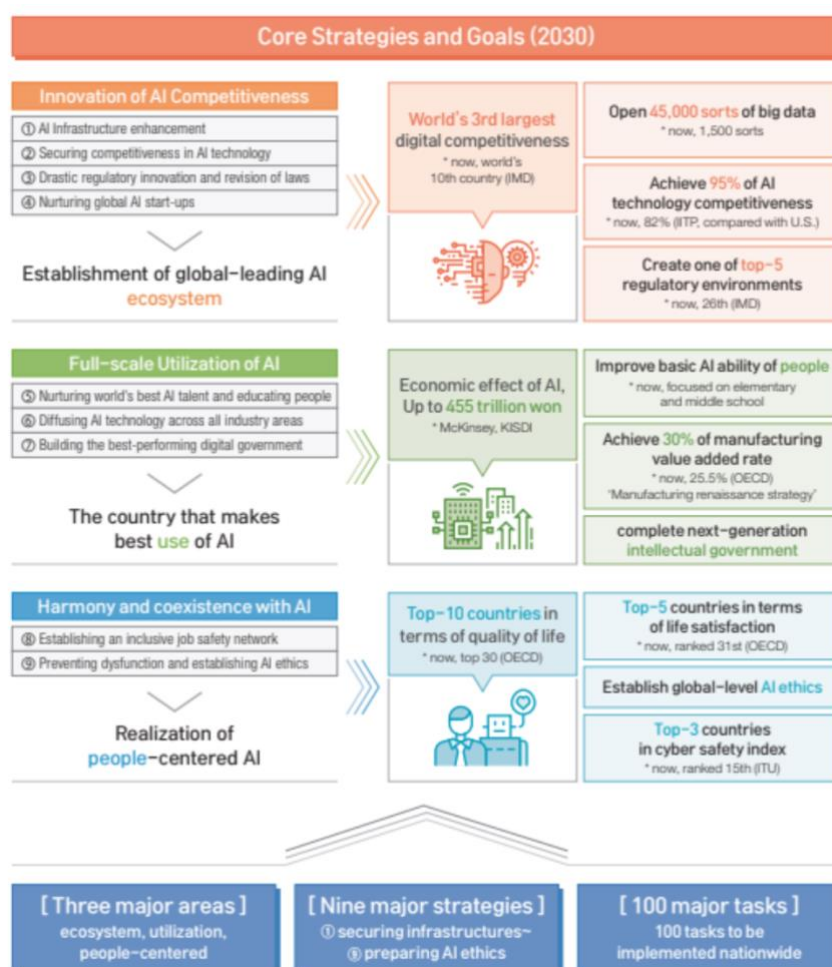 Core Strategies and Goals (2030)
Innovation of AI Competitiveness
① AI Infrastructure enhancement
② Securing competitiveness in AI technology
③ Drastic regulatory innovation and revision of laws
④ Nurturing global AI start-ups
Establishment of global-leading AI
ecosystem
World's 3rd largest
digital competitiveness
* now, world's
10th country (IMD)
Open 45,000 sorts of big data
* now, 1,500 sorts
Achieve 95% of AI
technology competitiveness
* now, 82% (IITP, compared with U.S.)
Create one of top-5
regulatory environments
* now, 26th (IMD)
Full-scale Utilization of AI
⑤ Nurturing world's best AI talent and educating people
⑥ Diffusing AI technology across all industry areas
⑦ Building the best-performing digital government
The country that makes
best use of AI
Economic effect of AI,
Up to 455 trillion won
* McKinsey, KISDI
Improve basic AI ability of people
* now, focused on elementary
and middle school
Achieve 30% of manufacturing
value added rate
* now, 25.5% (OECD)
'Manufacturing renaissance strategy'
complete next-generation
intellectual government
Harmony and coexistence with AI
⑧ Establishing an inclusive job safety network
⑨ Preventing dysfunction and establishing AI ethics
Realization of
people-centered AI
Top-10 countries in
terms of quality of life
* now, top 30 (OECD)
Top-5 countries in terms
of life satisfaction
* now, ranked 31st (OECD)
Establish global-level AI ethics
Top-3 countries
in cyber safety index
* now, ranked 15th (ITU)
[ Three major areas ]
ecosystem, utilization,
people-centered
[ Nine major strategies ]
① securing infrastructures~
⑨ preparing AI ethics
[ 100 major tasks ]
100 tasks to be
implemented nationwide